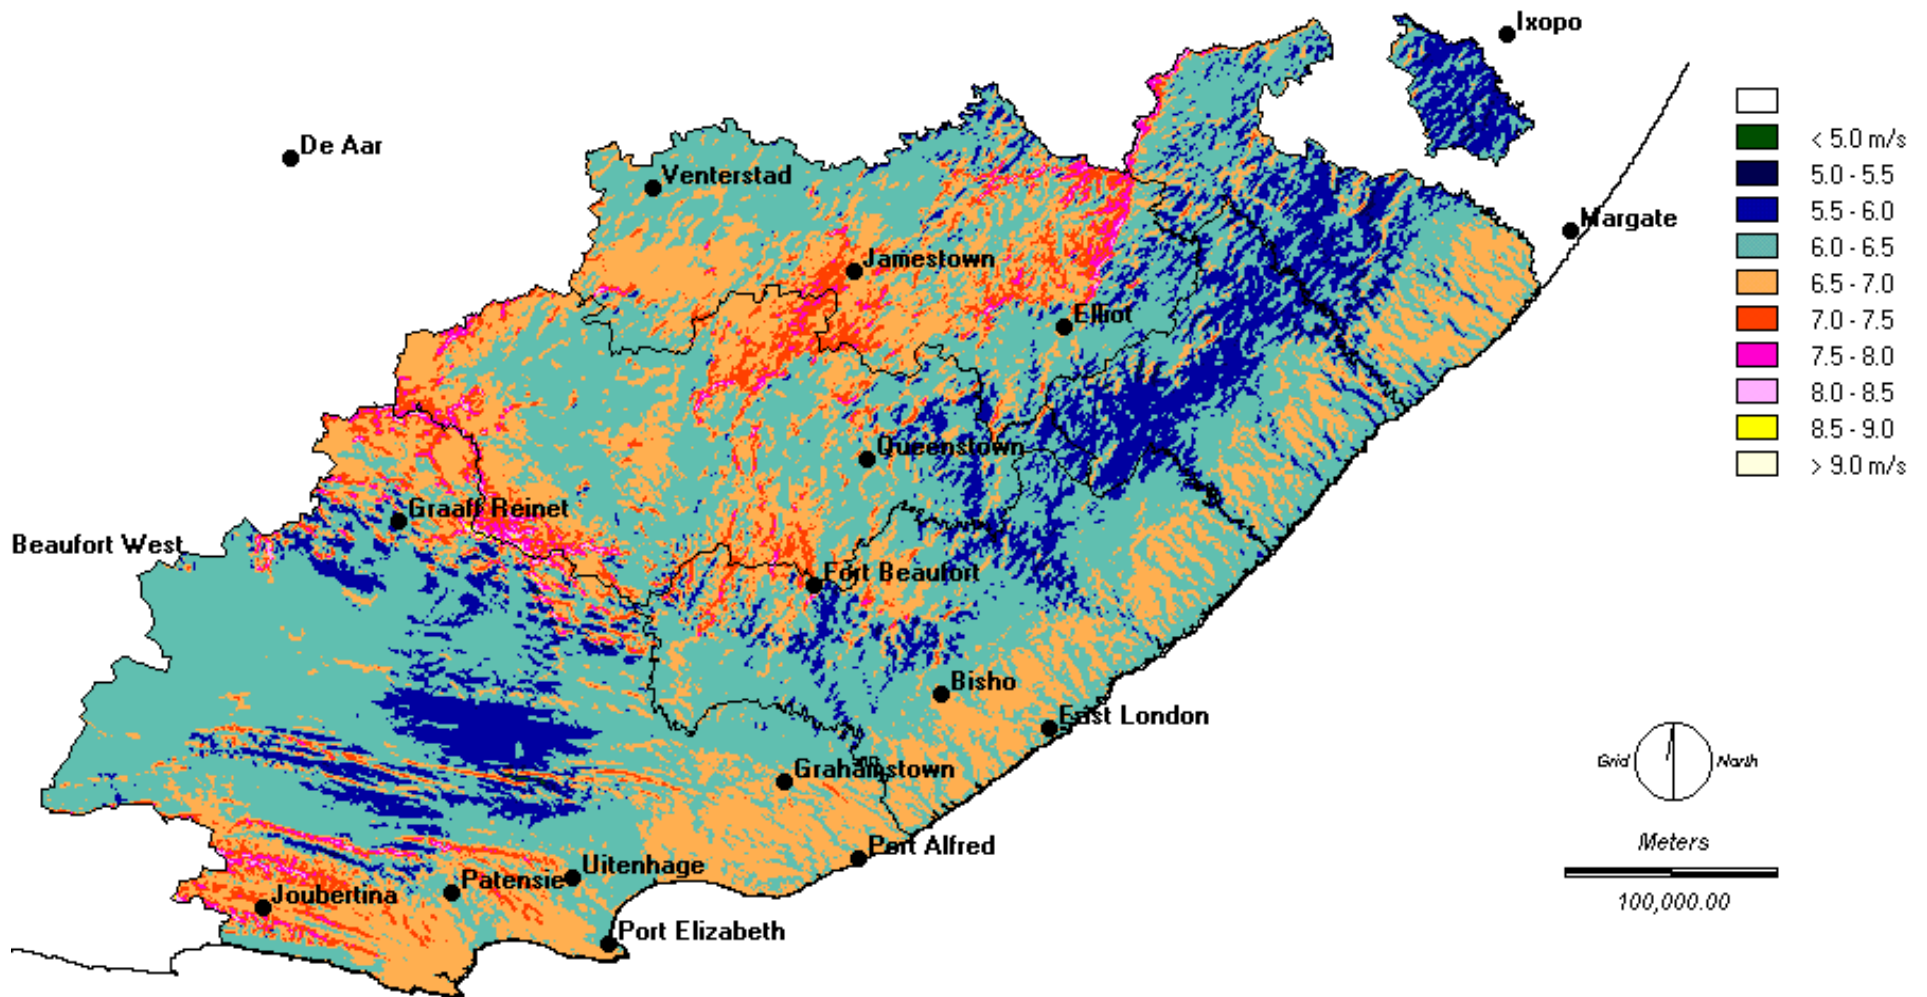 Ixopo
< 5.0 m/s
5.0 - 5.5
5.5 - 6.0
6.0 - 6.5
6.5 - 7.0
7.0 - 7.5
7.5 - 8.0
8.0 - 8.5
8.5 - 9.0
> 9.0 m/s
De Aar
Venterstad
Margate
Jamestown
Elliot
Queenstown
Graaff Reinet
Beaufort West
Fort Beaufort
Bisho
East London
Grahamstown
Port Alfred
Uitenhage
Patensie
Joubertina
Port Elizabeth
Grid North
Meters
100,000.00